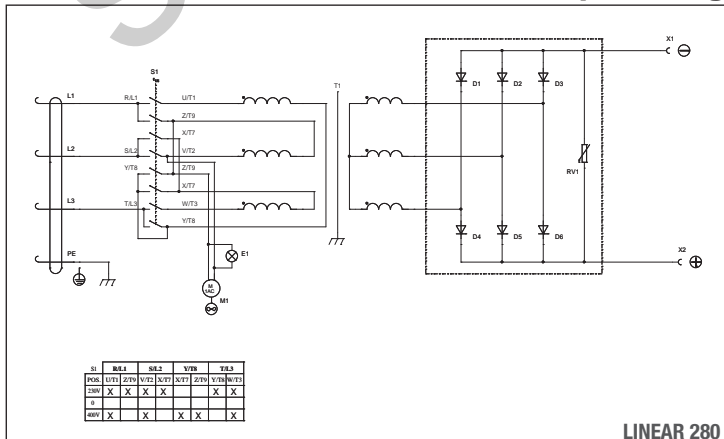 X1
S1
T1
L1
R/L1
U/T1
D1
D2
D3
Z/T9
X/T7
L2
S/L2
V/T2
Y/T8
Z/T9
RV1
X/T7
L3
T/L3
W/T3
Y/T8
D4
D5
D6
PE
E1
X2
M
1AC
M1
S1 R/L1 S/L2 Y/T8 T/L3
POS. U/T1 Z/T9 V/T2 X/T7 X/T7 Z/T9 Y/T8 W/T3
230V X X X X X X
0
400V X X X X X
LINEAR 280